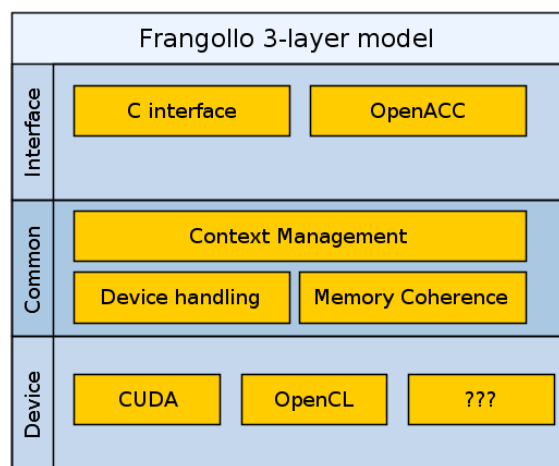 Frangollo 3-layer model
Interface
C interface
OpenACC
Common
Context Management
Device handling
Memory Coherence
Device
CUDA
OpenCL
???